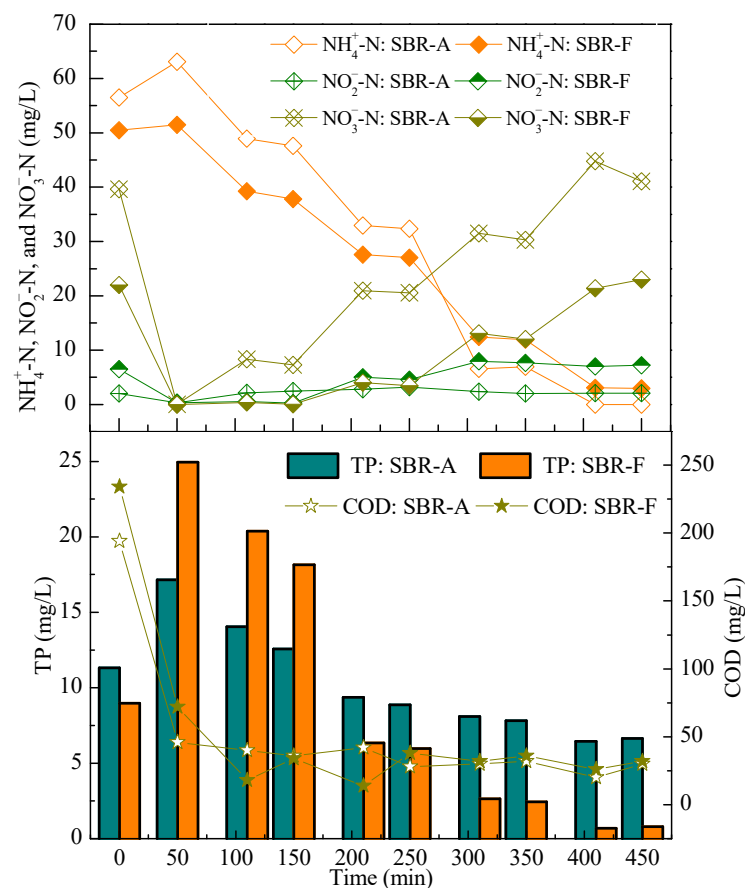 70
60
50
40
30
20
10
0
NH₄⁺-N, NO₂⁻-N, and NO₃⁻-N (mg/L)
NH₄⁺-N: SBR-A NH₄⁺-N: SBR-F
NO₂⁻-N: SBR-A NO₂⁻-N: SBR-F
NO₃⁻-N: SBR-A NO₃⁻-N: SBR-F
25
20
15
10
5
0
TP (mg/L)
TP: SBR-A TP: SBR-F
COD: SBR-A COD: SBR-F
250
200
150
100
50
0
COD (mg/L)
0 50 100 150 200 250 300 350 400 450
Time (min)